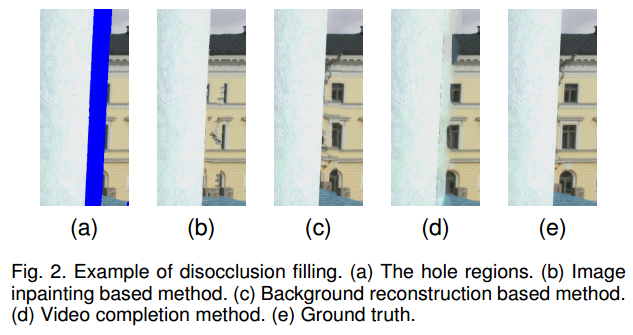 (a) (b) (c) (d) (e)
Fig. 2. Example of disocclusion filling. (a) The hole regions. (b) Image
inpainting based method. (c) Background reconstruction based method.
(d) Video completion method. (e) Ground truth.